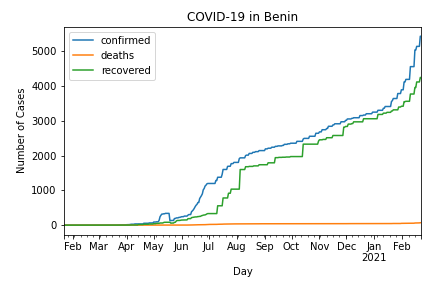 COVID-19 in Benin
confirmed
deaths
recovered
Number of Cases
5000
4000
3000
2000
1000
0
Feb Mar Apr May Jun Jul Aug Sep Oct Nov Dec Jan Feb
2021
Day